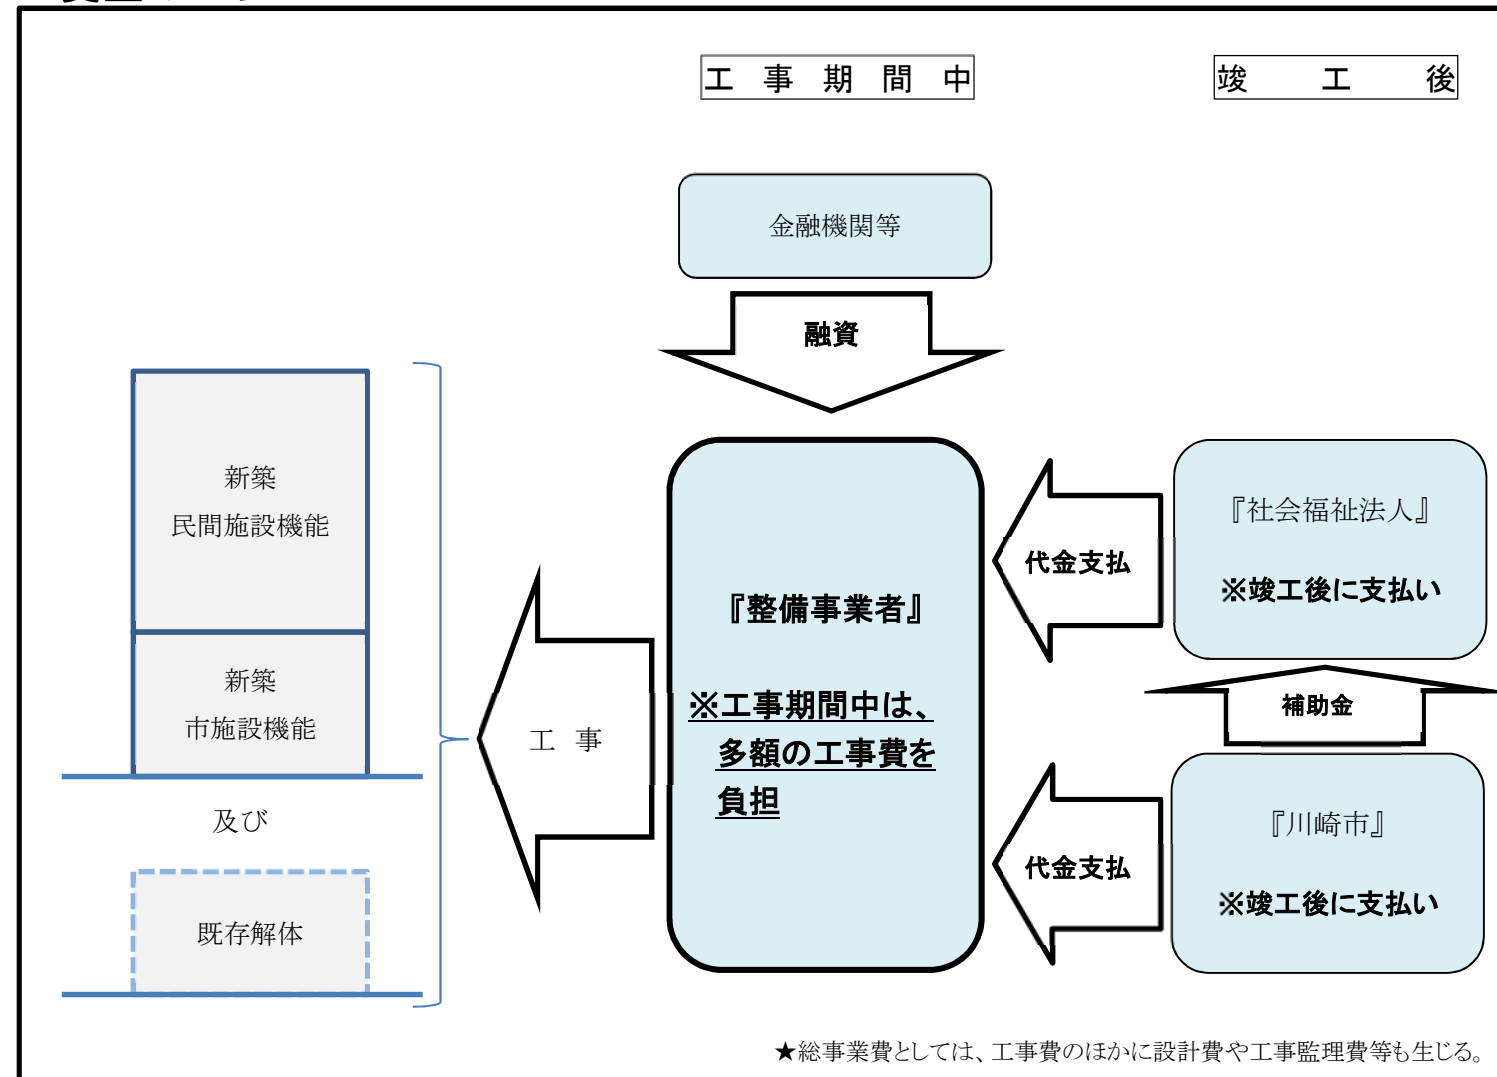 工事期間中
竣工後
金融機関等
融資
新築
民間施設機能
新築
市施設機能
及び
既存解体
工 事
『整備事業者』
※工事期間中は、
多額の工事費を
負担
代金支払
『社会福祉法人』
※竣工後に支払い
補助金
代金支払
『川崎市』
※竣工後に支払い
★総事業費としては、工事費のほかに設計費や工事監理費等も生じる。